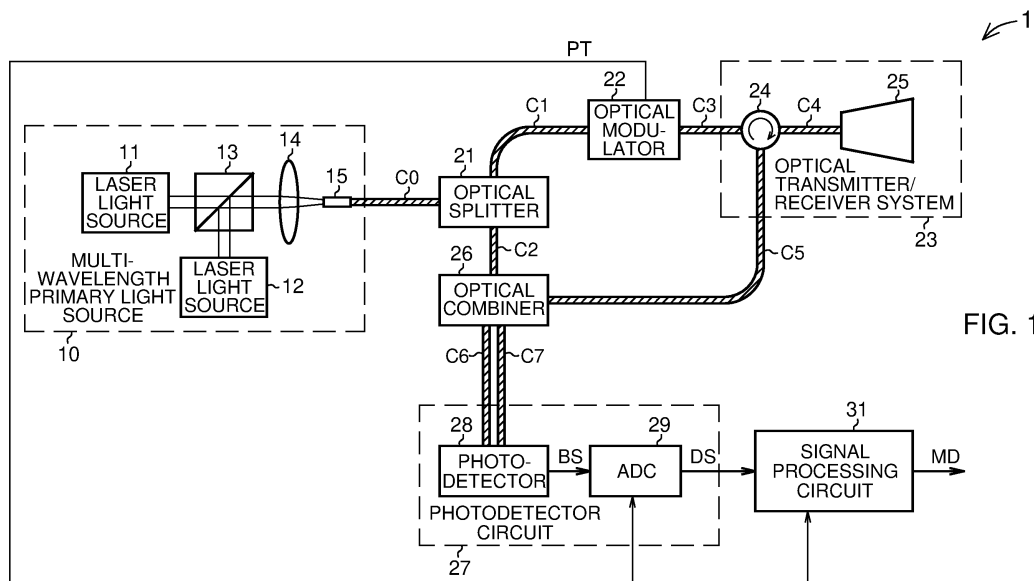 1
PT
22
OPTICAL
MODU-
LATOR
C1
C3
24
C4
25
OPTICAL
TRANSMITTER/
RECEIVER SYSTEM
23
11
LASER
LIGHT
SOURCE
13
14
15
C0
21
OPTICAL
SPLITTER
C2
C5
MULTI-
WAVELENGTH
PRIMARY LIGHT
SOURCE
10
LASER
LIGHT
SOURCE
12
26
OPTICAL
COMBINER
FIG. 1
C6
C7
28
PHOTO-
DETECTOR
BS
29
ADC
DS
31
SIGNAL
PROCESSING
CIRCUIT
MD
PHOTODETECTOR
CIRCUIT
27